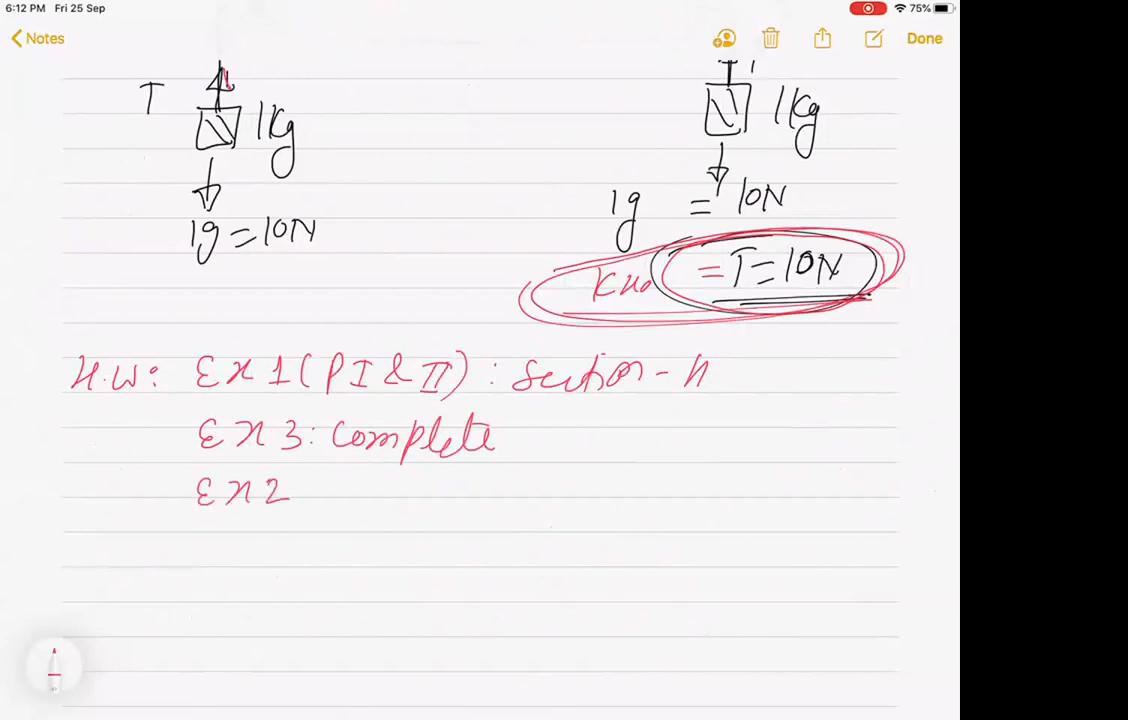 6:12 PM Fri 25 Sep 75%
Notes Done
T 1Kg
1g = 10N
1Kg
1g = 10N
= T = 10N
H.W: Ex 1 (P I & II) : Section -
Ex 3: complete
Ex 2